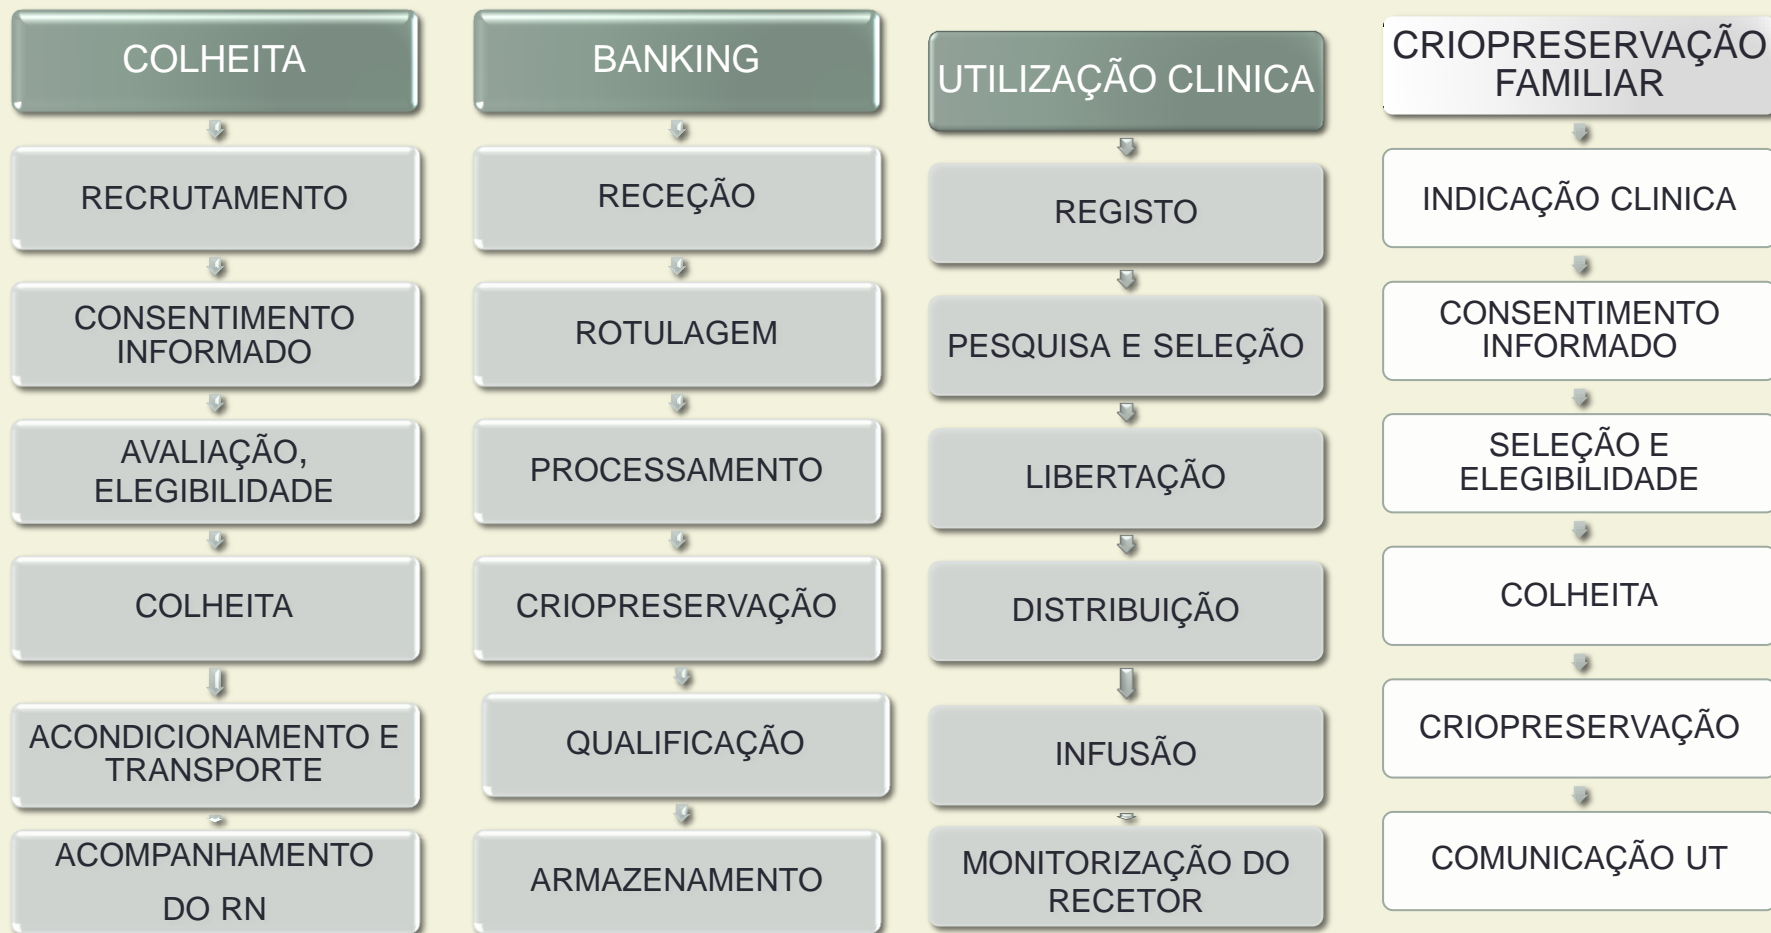 COLHEITA
RECRUTAMENTO
CONSENTIMENTO
INFORMADO
AVALIAÇÃO,
ELEGIBILIDADE
COLHEITA
ACONDICIONAMENTO E
TRANSPORTE
ACOMPANHAMENTO
DO RN
BANKING
RECEÇÃO
ROTULAGEM
PROCESSAMENTO
CRIOPRESERVAÇÃO
QUALIFICAÇÃO
ARMAZENAMENTO
UTILIZAÇÃO CLINICA
REGISTO
PESQUISA E SELEÇÃO
LIBERTAÇÃO
DISTRIBUIÇÃO
INFUSÃO
MONITORIZAÇÃO DO
RECETOR
CRIOPRESERVAÇÃO
FAMILIAR
INDICAÇÃO CLINICA
CONSENTIMENTO
INFORMADO
SELEÇÃO E
ELEGIBILIDADE
COLHEITA
CRIOPRESERVAÇÃO
COMUNICAÇÃO UT